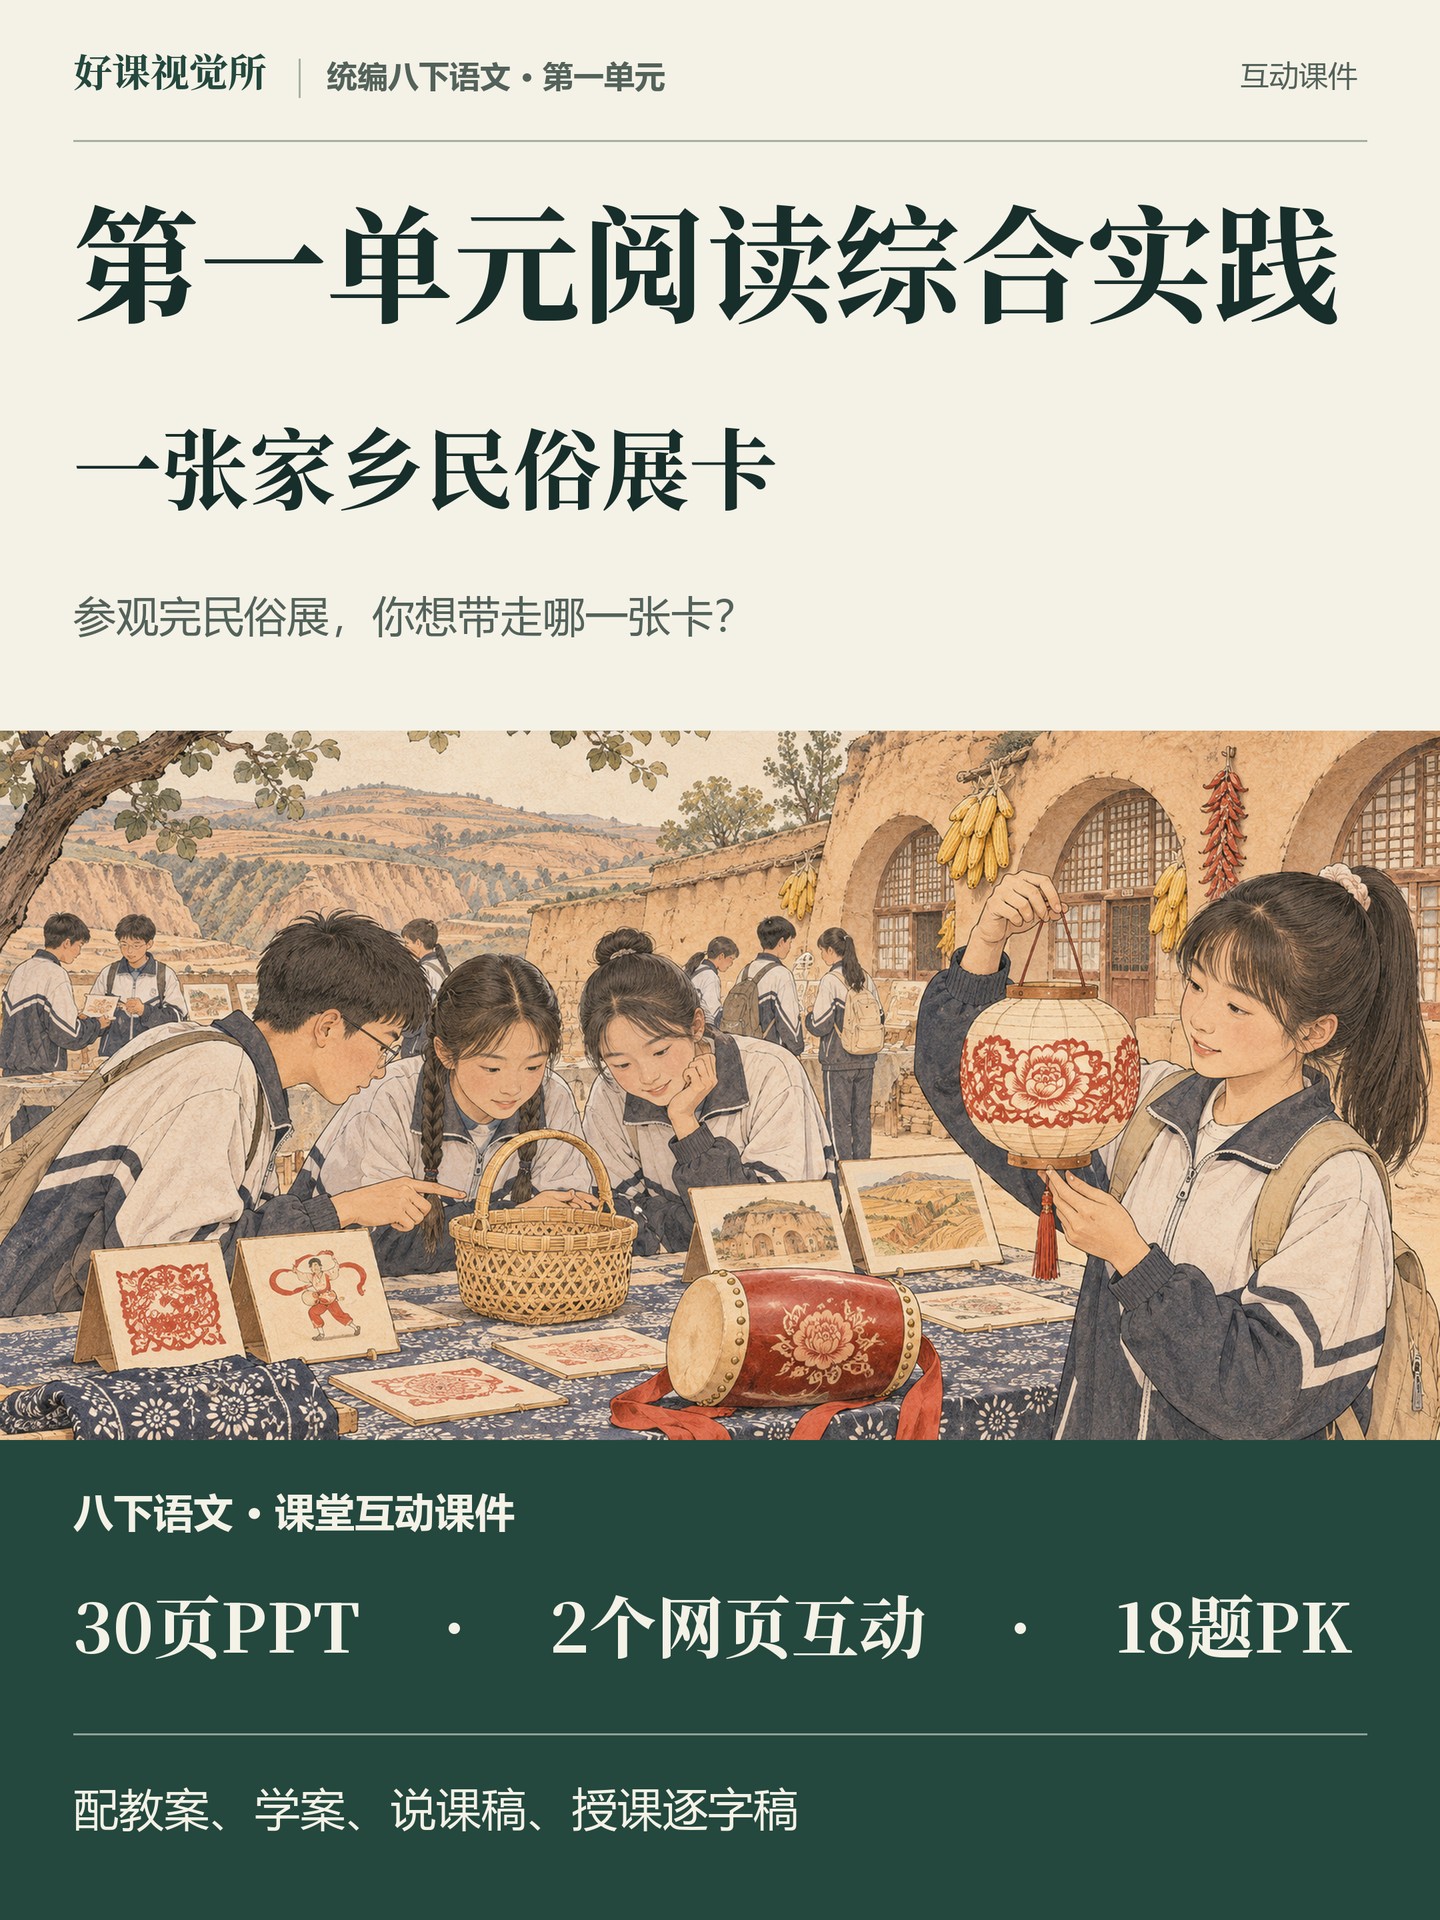 好课视觉所 统编八下语文·第一单元 互动课件
第一单元阅读综合实践
一张家乡民俗展卡
参观完民俗展，你想带走哪一张卡？
八下语文·课堂互动课件
30页PPT · 2个网页互动 · 18题PK
配教案、学案、说课稿、授课逐字稿